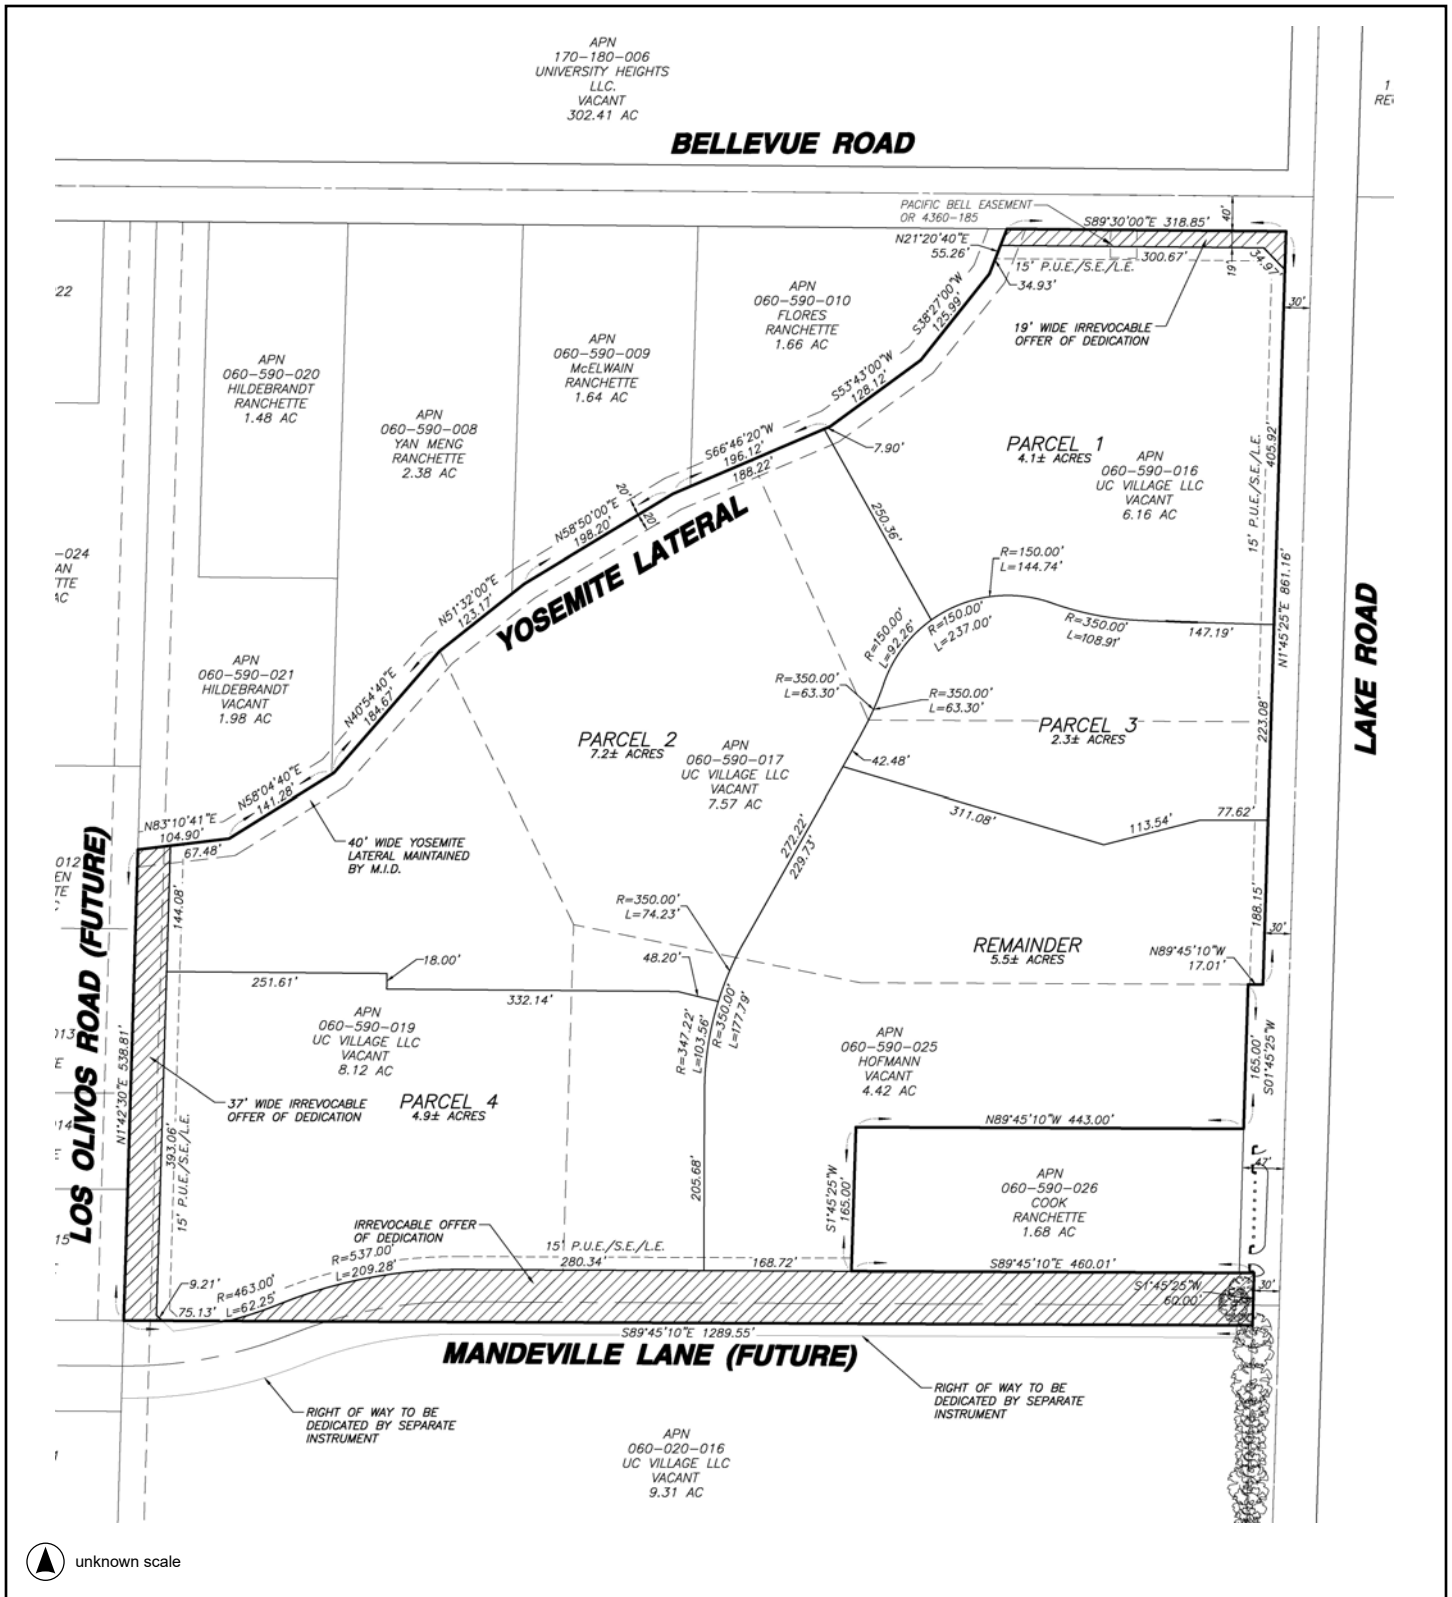 APN
170-180-006
UNIVERSITY HEIGHTS
LLC.
VACANT
302.41 AC
1
BELLEVUE ROAD
PACIFIC BELL EASEMENT
OR 4360-185
S89°30'00"E 318.85'
40'
N21°20'40"E
55.26'
15' P.U.E./S.E./L.E.
300.67'
19'
34.97'
34.93'
30'
S38°27'00"W
125.99'
19' WIDE IRREVOCABLE
OFFER OF DEDICATION
22
APN
060-590-010
FLORES
RANCHETTE
1.66 AC
APN
060-590-009
McELWAIN
RANCHETTE
1.64 AC
APN
060-590-020
HILDEBRANDT
RANCHETTE
1.48 AC
APN
060-590-008
YAN MENG
RANCHETTE
2.38 AC
S53°43'00"W
128.12'
S66°46'20"W
196.12'
188.22'
7.90'
PARCEL 1
4.1± ACRES
APN
060-590-016
UC VILLAGE LLC
VACANT
6.16 AC
15' P.U.E./S.E./L.E.
405.92'
N58°50'00"E
198.20'
20'
20'
YOSEMITE LATERAL
250.36'
R=150.00'
L=144.74'
N1°45'25"E 861.16'
LAKE ROAD
-024
AN
TTE
AC
N51°32'00"E
123.17'
R=150.00'
L=92.26'
R=150.00'
L=237.00'
R=350.00'
L=108.91'
147.19'
APN
060-590-021
HILDEBRANDT
VACANT
1.98 AC
N40°54'40"E
184.67'
R=350.00'
L=63.30'
R=350.00'
L=63.30'
PARCEL 2
7.2± ACRES
APN
060-590-017
UC VILLAGE LLC
VACANT
7.57 AC
PARCEL 3
2.3± ACRES
223.08'
42.48'
N58°04'40"E
141.28'
N83°10'41"E
104.90'
67.48'
40' WIDE YOSEMITE
LATERAL MAINTAINED
BY M.I.D.
311.08'
113.54'
77.62'
272.22'
229.73'
012
EN
TE
LOS OLIVOS ROAD (FUTURE)
144.08'
R=350.00'
L=74.23'
188.15'
30'
REMAINDER
5.5± ACRES
N89°45'10"W
17.01'
18.00'
48.20'
251.61'
332.14'
APN
060-590-019
UC VILLAGE LLC
VACANT
8.12 AC
R=347.22'
L=103.56'
R=350.00'
L=177.79'
APN
060-590-025
HOFMANN
VACANT
4.42 AC
165.00'
S01°45'25"W
013
E
N1°42'30"E 538.81'
37' WIDE IRREVOCABLE
OFFER OF DEDICATION
PARCEL 4
4.9± ACRES
393.06'
15' P.U.E./S.E./L.E.
14
N89°45'10"W 443.00'
S1°45'25"W
165.00'
APN
060-590-026
COOK
RANCHETTE
1.68 AC
47'
205.68'
15
IRREVOCABLE OFFER
OF DEDICATION
15' P.U.E./S.E./L.E.
280.34'
168.72'
S89°45'10"E 460.01'
R=537.00'
L=209.28'
9.21'
R=463.00'
L=62.25'
75.13'
S1°45'25"W
60.00'
30'
S89°45'10"E 1289.55'
MANDEVILLE LANE (FUTURE)
RIGHT OF WAY TO BE
DEDICATED BY SEPARATE
INSTRUMENT
RIGHT OF WAY TO BE
DEDICATED BY SEPARATE
INSTRUMENT
APN
060-020-016
UC VILLAGE LLC
VACANT
9.31 AC
unknown scale